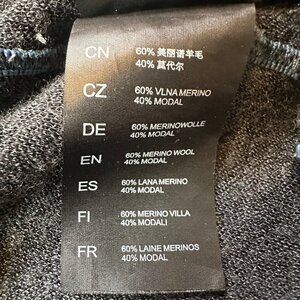 CN 60% 美丽诺羊毛
40% 莫代尔
CZ 60% VLNA MERINO
40% MODAL
DE 60% MERINOWOLLE
40% MODAL
EN 60% MERINO WOOL
40% MODAL
ES 60% LANA MERINO
40% MODAL
FI 60% MERINO VILLA
40% MODALI
FR 60% LAINE MERINOS
40% MODAL